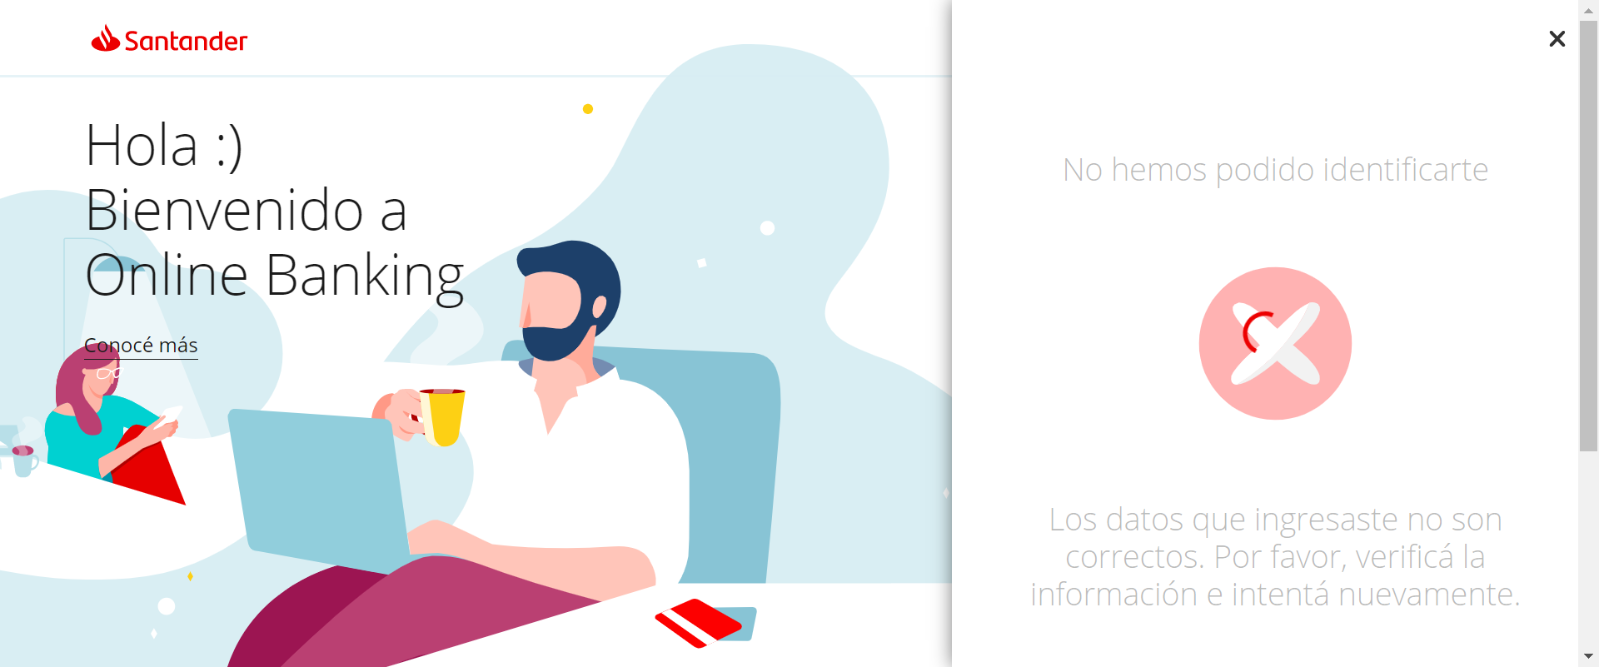 Santander
Hola :)
Bienvenido a
Online Banking
Conocé más
No hemos podido identificarte
Los datos que ingresaste no son
correctos. Por favor, verificá la
información e intentá nuevamente.